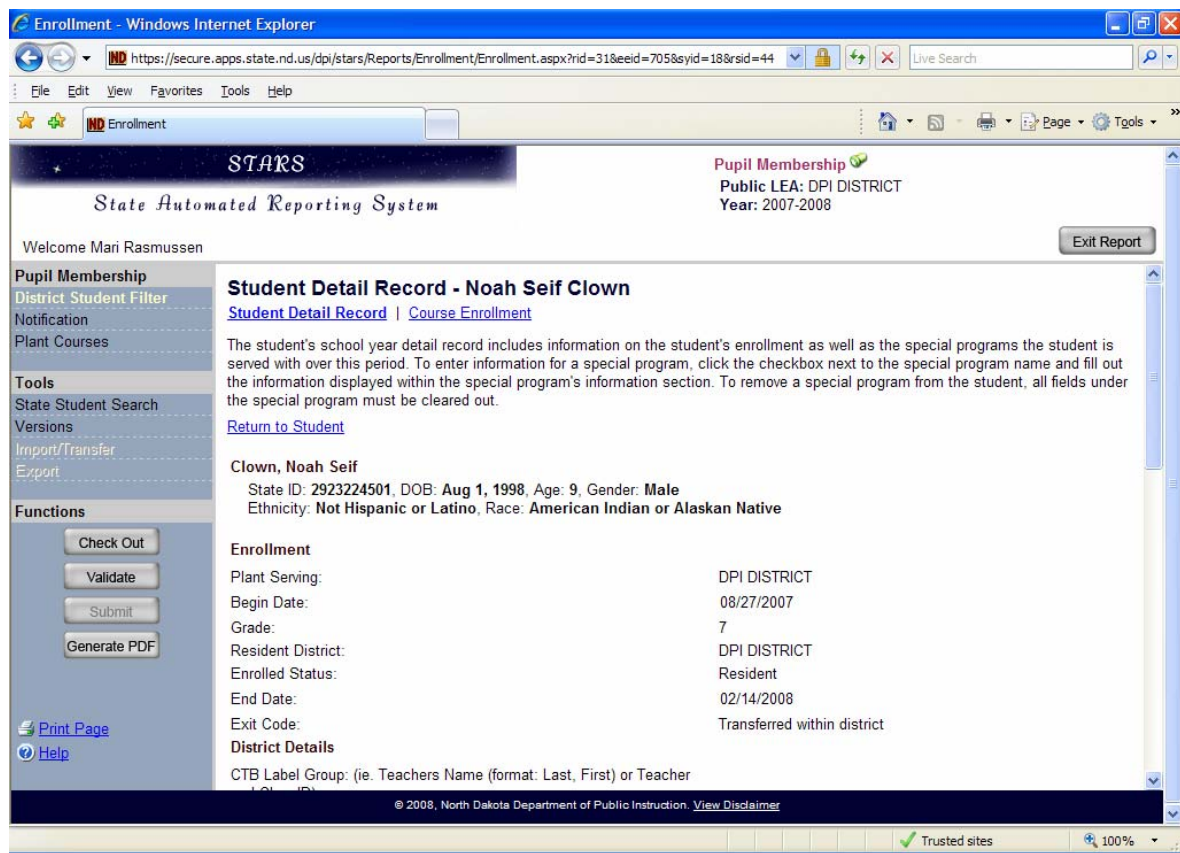 Enrollment - Windows Internet Explorer
https://secure.apps.state.nd.us/dpi/stars/Reports/Enrollment/Enrollment.aspx?rid=31&eeid=705&syid=18&rsid=44
Live Search
File Edit View Favorites Tools Help
ND Enrollment
Page Tools
STARS
State Automated Reporting System
Pupil Membership
Public LEA: DPI DISTRICT
Year: 2007-2008
Welcome Mari Rasmussen
Exit Report
Pupil Membership
District Student Filter
Notification
Plant Courses
Tools
State Student Search
Versions
Import/Transfer
Export
Functions
Check Out
Validate
Submit
Generate PDF
Print Page
Help
Student Detail Record - Noah Seif Clown
Student Detail Record | Course Enrollment
The student's school year detail record includes information on the student's enrollment as well as the special programs the student is
served with over this period. To enter information for a special program, click the checkbox next to the special program name and fill out
the information displayed within the special program's information section. To remove a special program from the student, all fields under
the special program must be cleared out.
Return to Student
Clown, Noah Seif
State ID: 2923224501, DOB: Aug 1, 1998, Age: 9, Gender: Male
Ethnicity: Not Hispanic or Latino, Race: American Indian or Alaskan Native
Enrollment
Plant Serving: DPI DISTRICT
Begin Date: 08/27/2007
Grade: 7
Resident District: DPI DISTRICT
Enrolled Status: Resident
End Date: 02/14/2008
Exit Code: Transferred within district
District Details
CTB Label Group: (ie. Teachers Name (format: Last, First) or Teacher
© 2008, North Dakota Department of Public Instruction. View Disclaimer
Trusted sites
100%